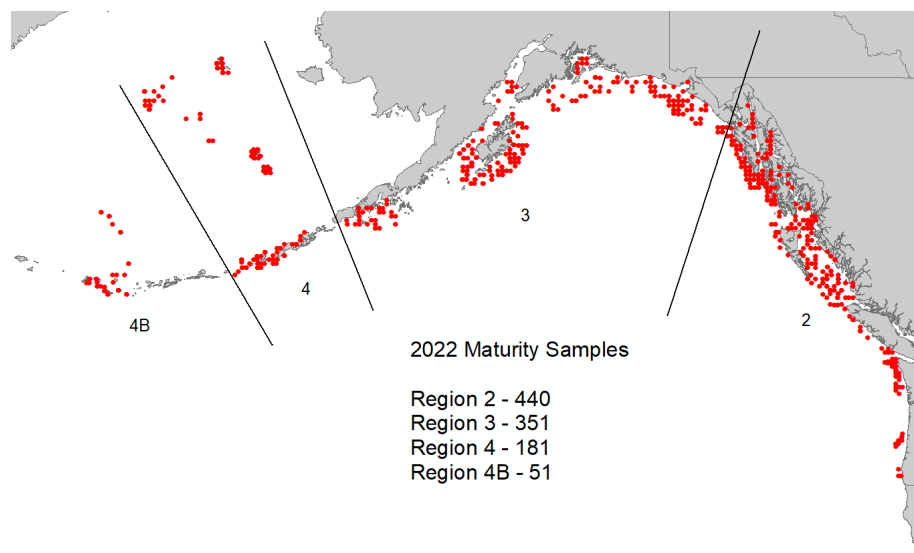 3
4
2
4B
2022 Maturity Samples
Region 2 - 440
Region 3 - 351
Region 4 - 181
Region 4B - 51